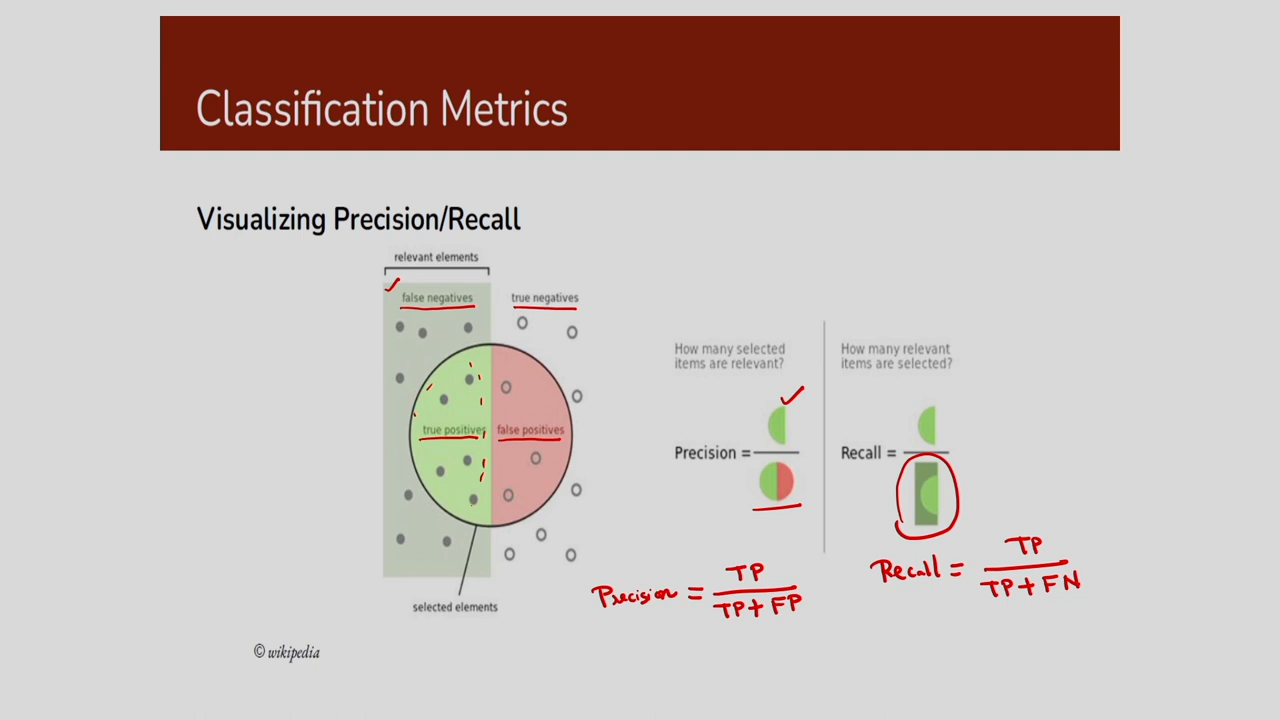 Classification Metrics
Visualizing Precision/Recall
relevant elements
false negatives
true negatives
true positives
false positives
selected elements
How many selected
items are relevant?
Precision =
How many relevant
items are selected?
Recall =
Precision = TP
TP + FP
Recall = TP
TP + FN
© wikipedia